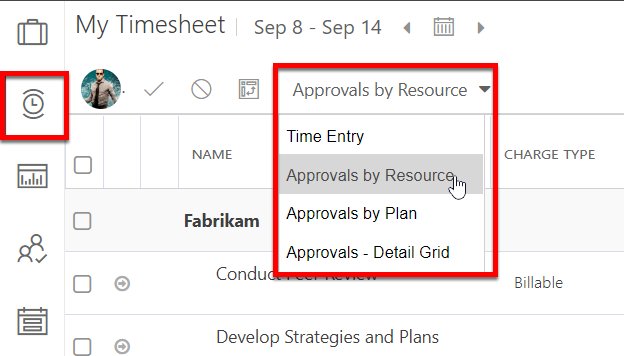 My Timesheet Sep 8 - Sep 14
Approvals by Resource
Time Entry
Approvals by Resource
Approvals by Plan
Approvals - Detail Grid
NAME CHARGE TYPE
Fabrikam
Conduct Peer Review Billable
Develop Strategies and Plans